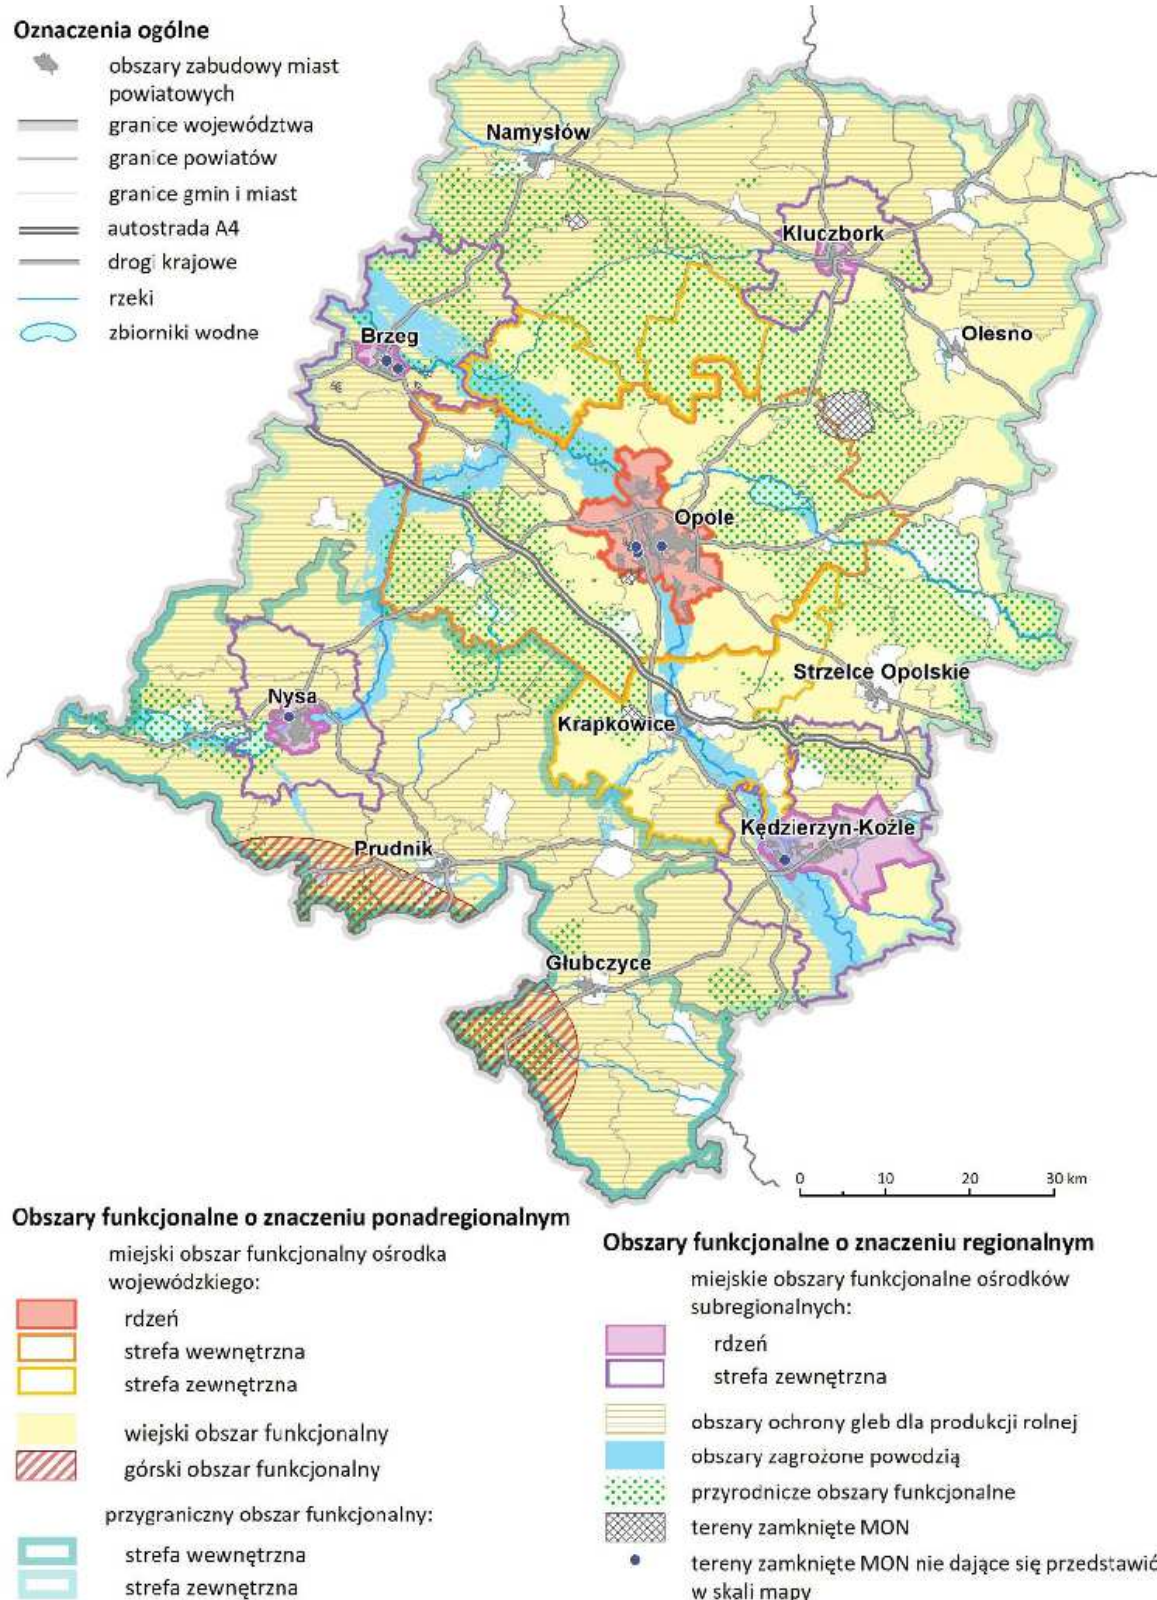 Oznaczenia ogólne
obszary zabudowy miast
powiatowych
granice województwa
granice powiatów
granice gmin i miast
autostrada A4
drogi krajowe
rzeki
zbiorniki wodne
Namysłów
Kluczbork
Brzeg
Olesno
Opole
Strzelce Opolskie
Nysa
Krapkowice
Kędzierzyn-Koźle
Prudnik
Głubczyce
0 10 20 30 km
Obszary funkcjonalne o znaczeniu ponadregionalnym
miejski obszar funkcjonalny ośrodka
wojewódzkiego:
rdzeń
strefa wewnętrzna
strefa zewnętrzna
wiejski obszar funkcjonalny
górski obszar funkcjonalny
przygraniczny obszar funkcjonalny:
strefa wewnętrzna
strefa zewnętrzna
Obszary funkcjonalne o znaczeniu regionalnym
miejskie obszary funkcjonalne ośrodków
subregionalnych:
rdzeń
strefa zewnętrzna
obszary ochrony gleb dla produkcji rolnej
obszary zagrożone powodzią
przyrodnicze obszary funkcjonalne
tereny zamknięte MON
tereny zamknięte MON nie dające się przedstawić
w skali mapy